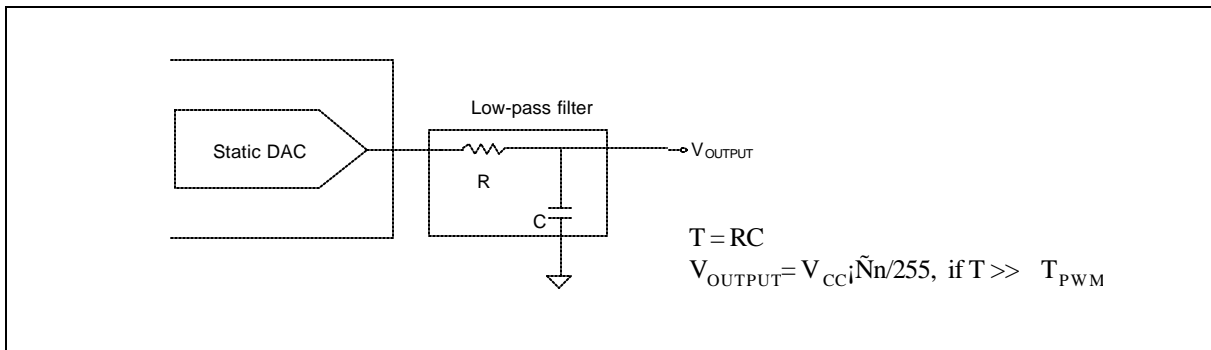 Low-pass filter
Static DAC
VOUTPUT
R
C
T = RC
VOUTPUT= VCC¡Ñn/255, if T >> TPWM